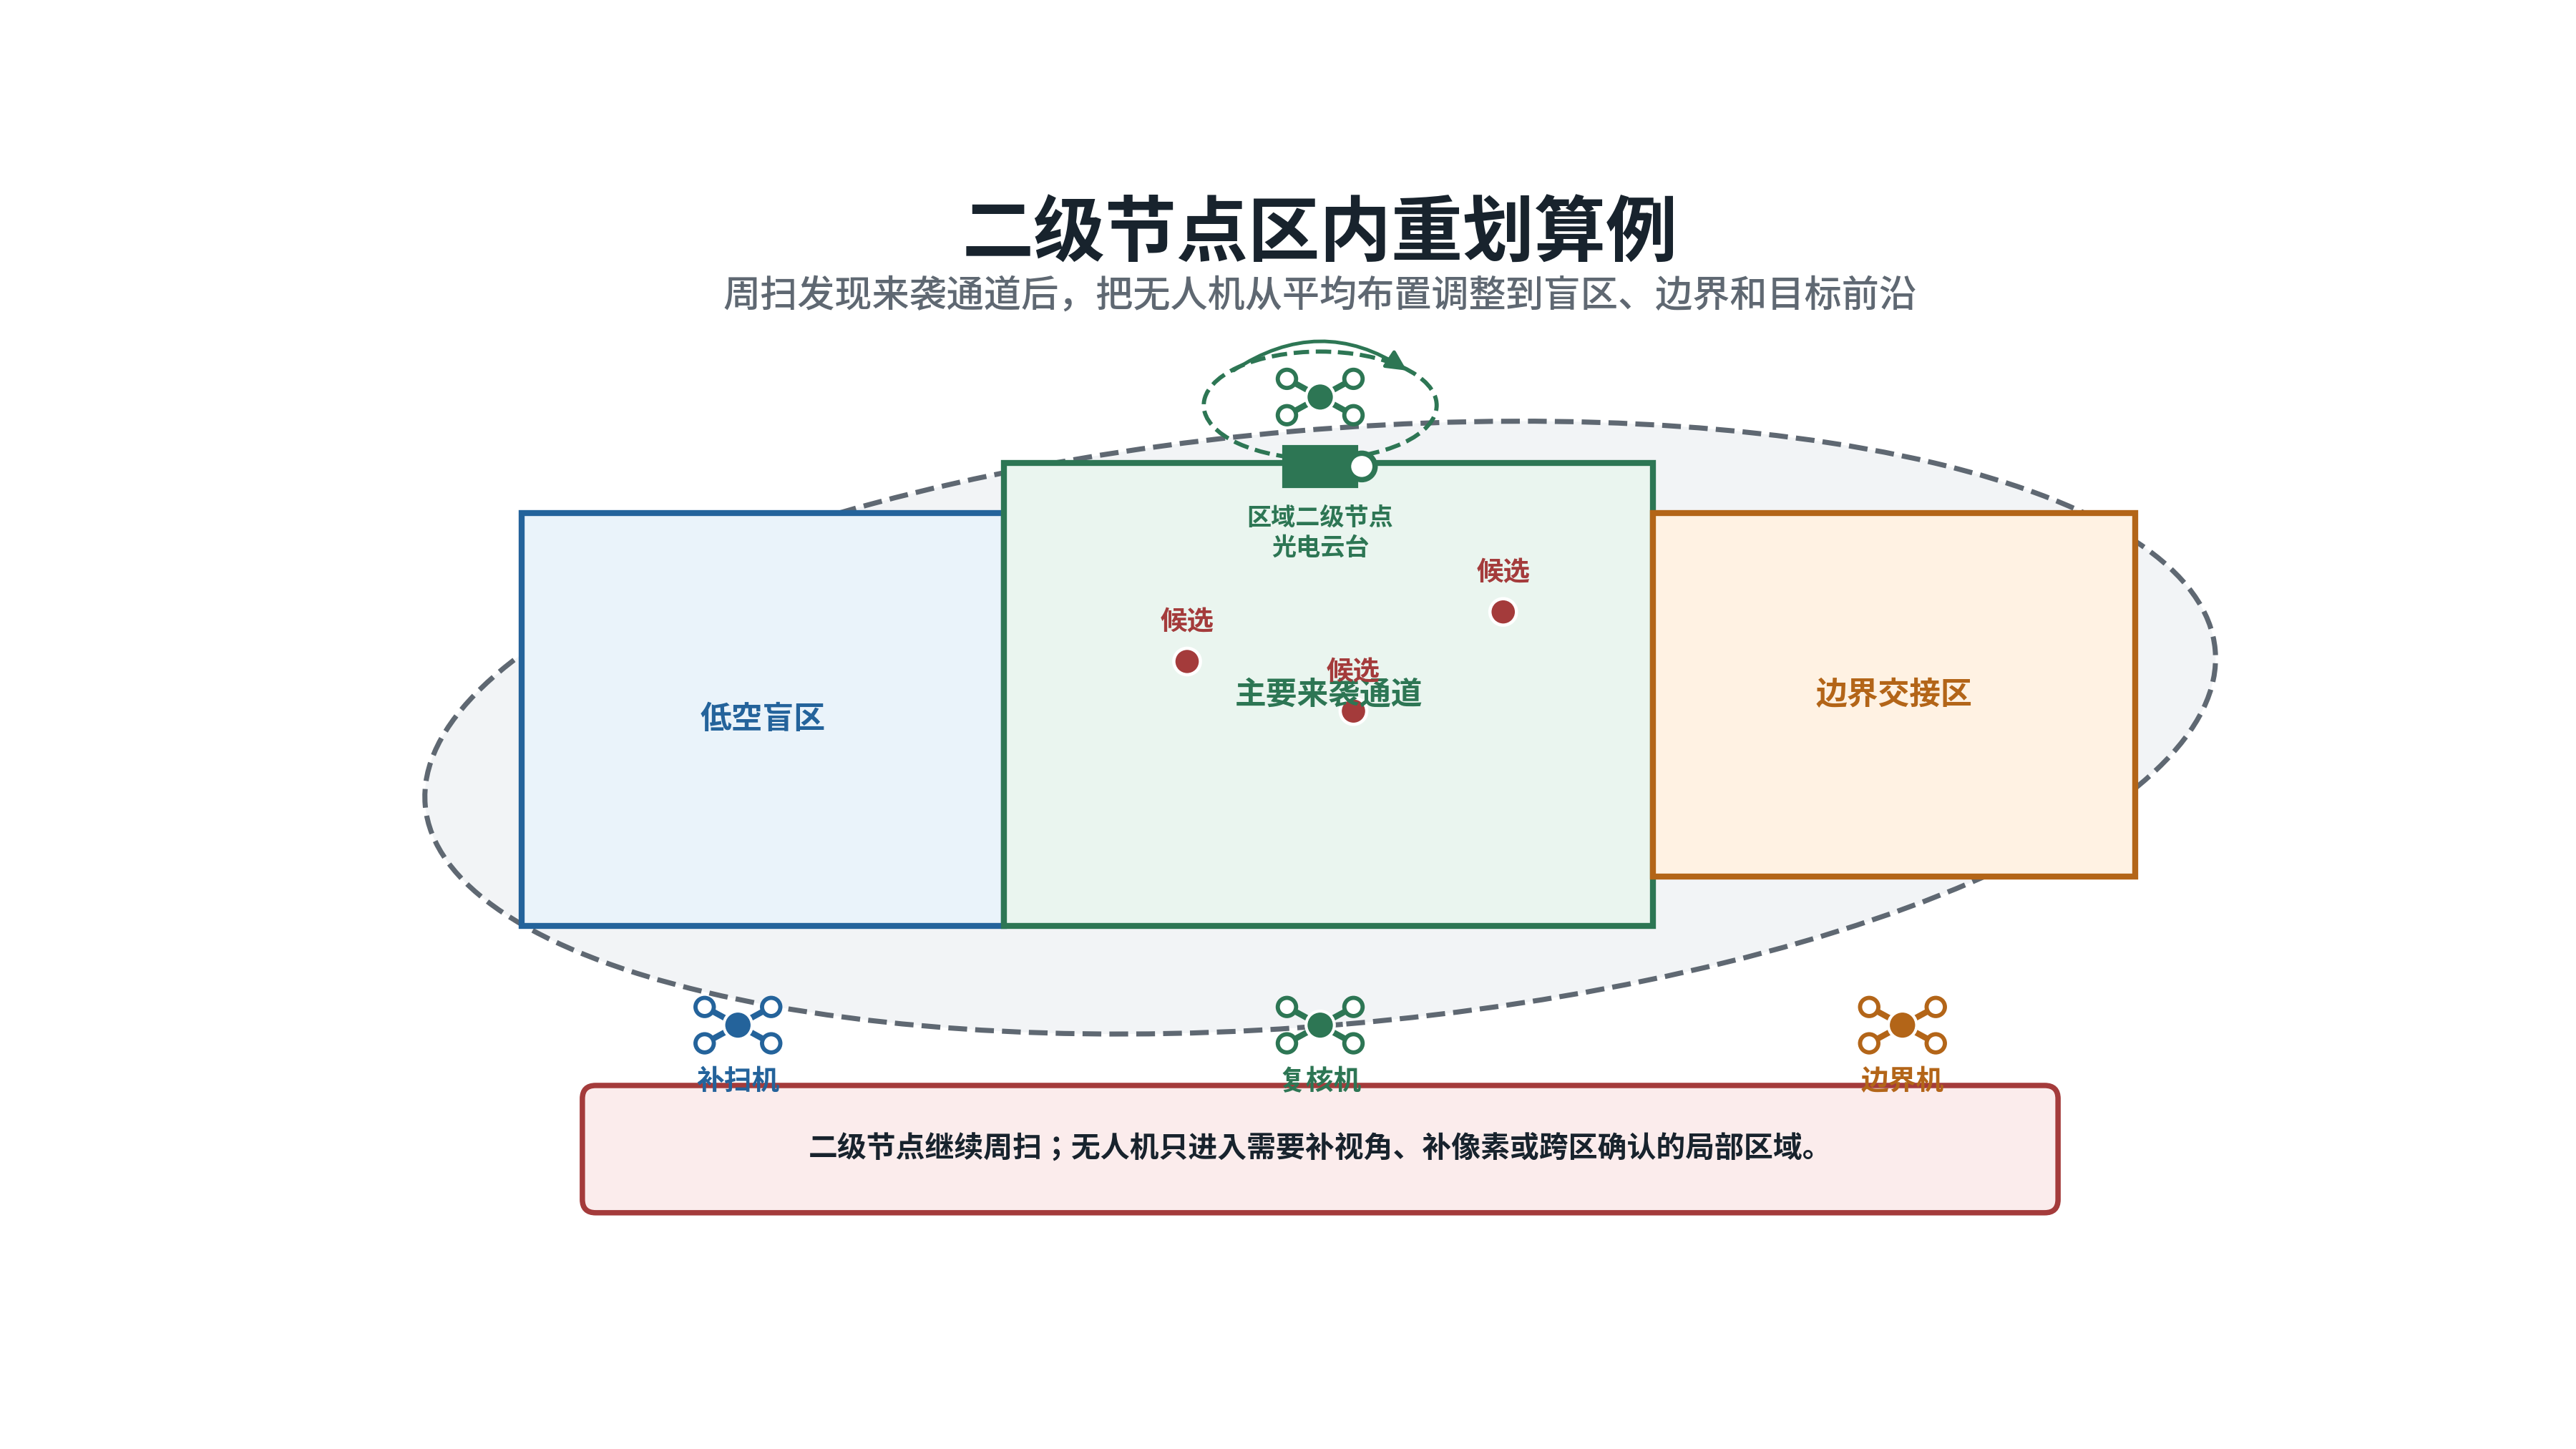 二级节点区内重划算例
周扫发现来袭通道后，把无人机从平均布置调整到盲区、边界和目标前沿
区域二级节点
光电云台
候选
候选
候选
主要来袭通道
低空盲区
边界交接区
补扫机
复核机
边界机
二级节点继续周扫；无人机只进入需要补视角、补像素或跨区确认的局部区域。